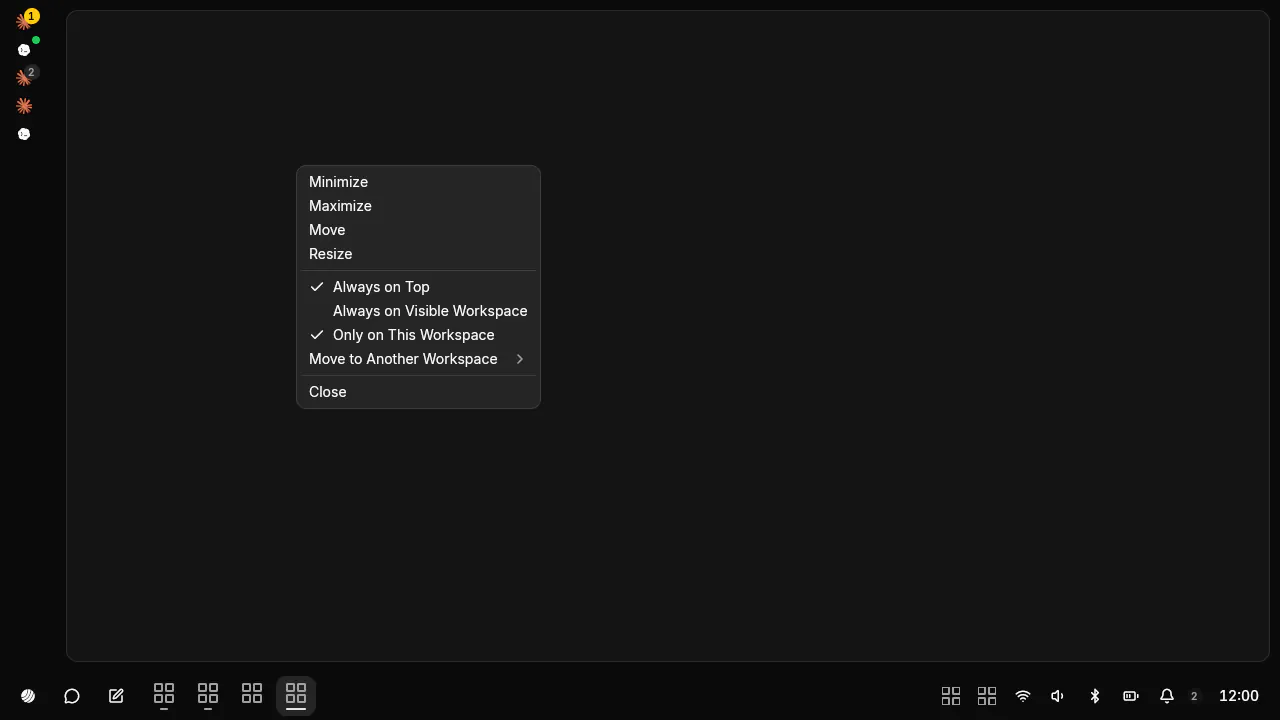 1
2
Minimize
Maximize
Move
Resize
Always on Top
Always on Visible Workspace
Only on This Workspace
Move to Another Workspace
Close
2
12:00